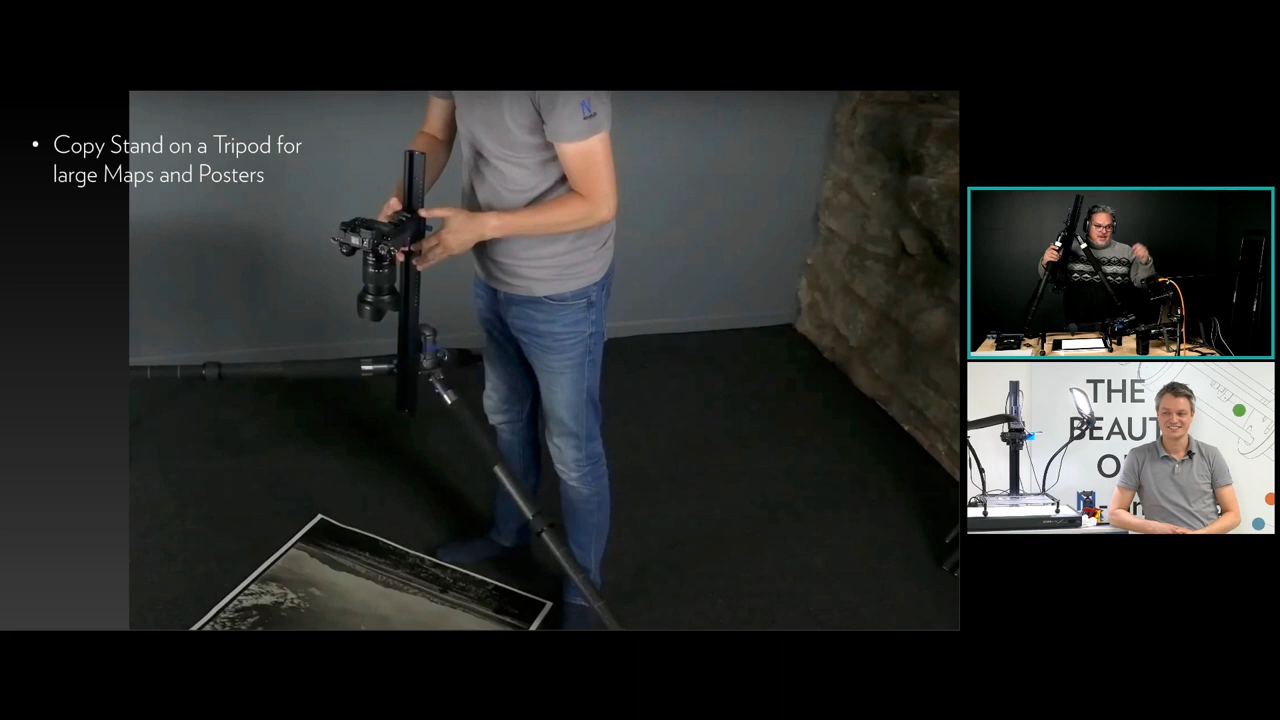 • Copy Stand on a Tripod for
large Maps and Posters
N
THE
BEAUT
O